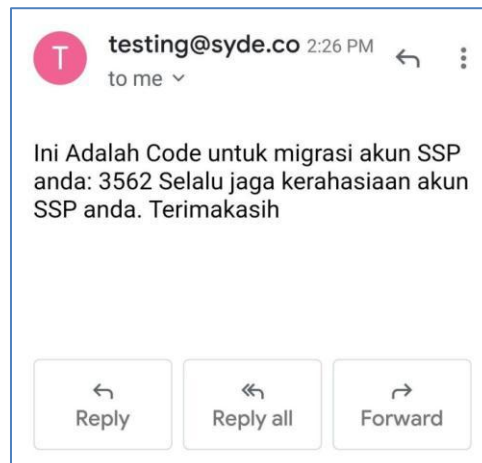 T
testing@syde.co 2:26 PM
to me
Ini Adalah Code untuk migrasi akun SSP
anda: 3562 Selalu jaga kerahasiaan akun
SSP anda. Terimakasih
Reply
Reply all
Forward